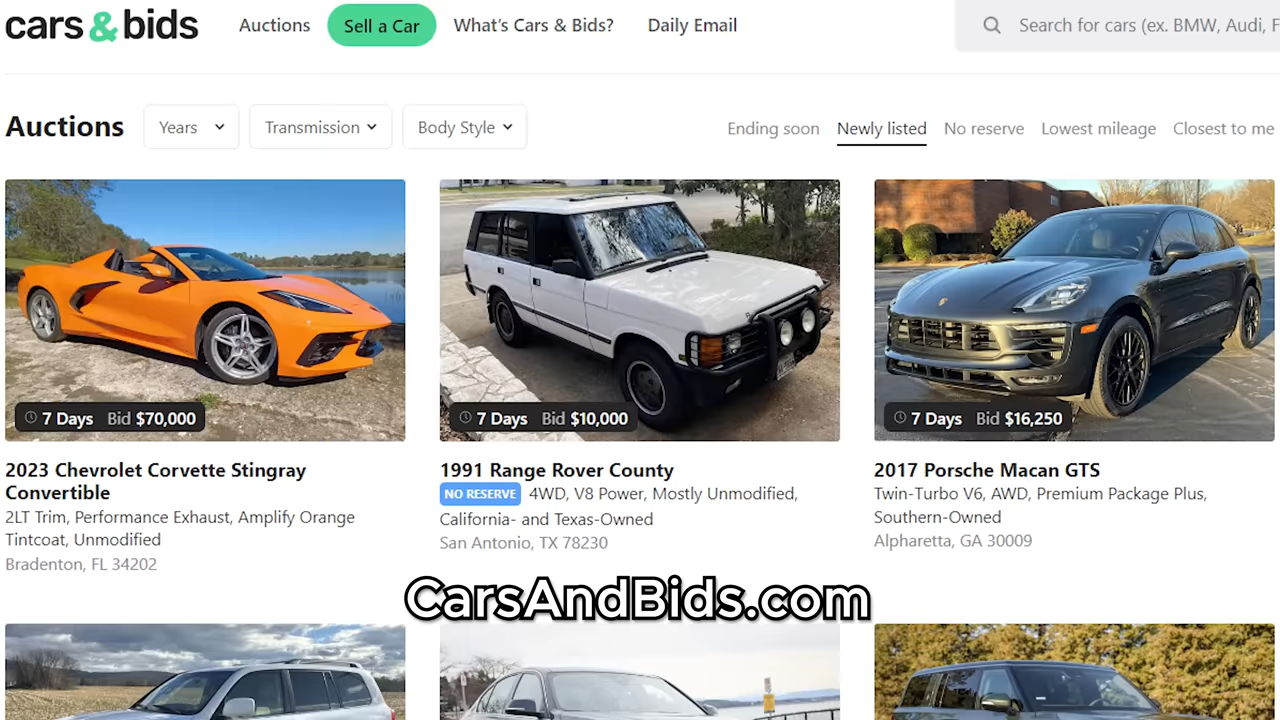 cars & bids
Auctions
Sell a Car
What's Cars & Bids?
Daily Email
Search for cars (ex. BMW, Audi, F
Auctions
Years
Transmission
Body Style
Ending soon
Newly listed
No reserve
Lowest mileage
Closest to me
7 Days Bid $70,000
7 Days Bid $10,000
7 Days Bid $16,250
2023 Chevrolet Corvette Stingray
Convertible
2LT Trim, Performance Exhaust, Amplify Orange
Tintcoat, Unmodified
Bradenton, FL 34202
1991 Range Rover County
NO RESERVE 4WD, V8 Power, Mostly Unmodified,
California- and Texas-Owned
San Antonio, TX 78230
2017 Porsche Macan GTS
Twin-Turbo V6, AWD, Premium Package Plus,
Southern-Owned
Alpharetta, GA 30009
CarsAndBids.com